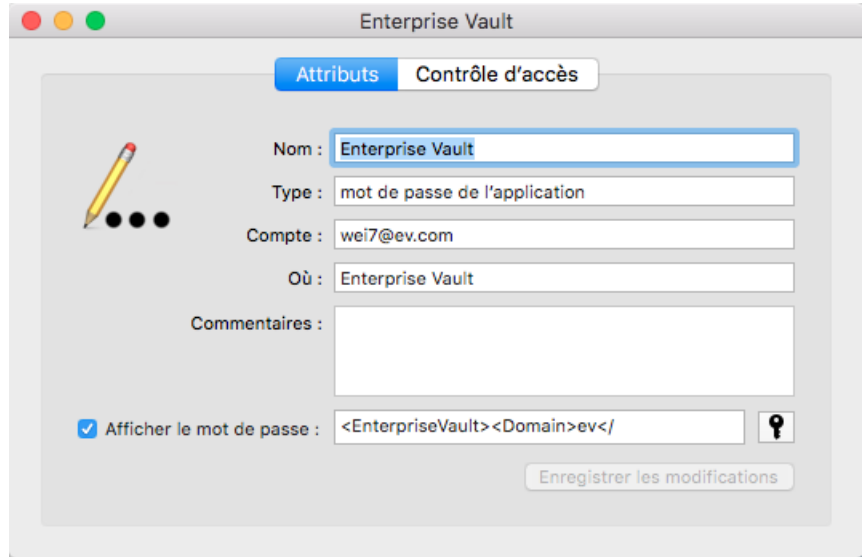 Enterprise Vault
Attributs Contrôle d'accès
Nom : Enterprise Vault
Type : mot de passe de l'application
Compte : wei7@ev.com
Où : Enterprise Vault
Commentaires :
Afficher le mot de passe : <EnterpriseVault><Domain>ev</
Enregistrer les modifications